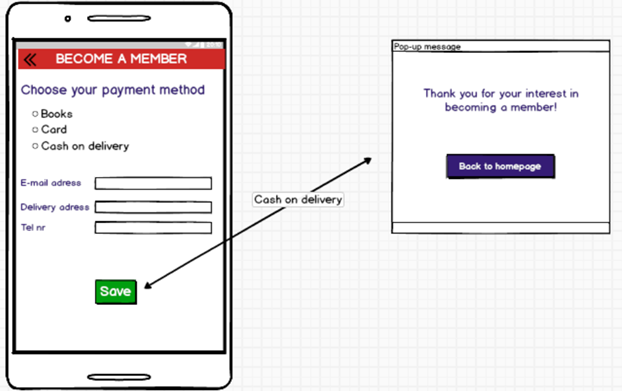 BECOME A MEMBER
Choose your payment method
Books
Card
Cash on delivery
E-mail adress
Delivery adress
Tel nr
Save
Cash on delivery
Pop-up message
Thank you for your interest in
becoming a member!
Back to homepage